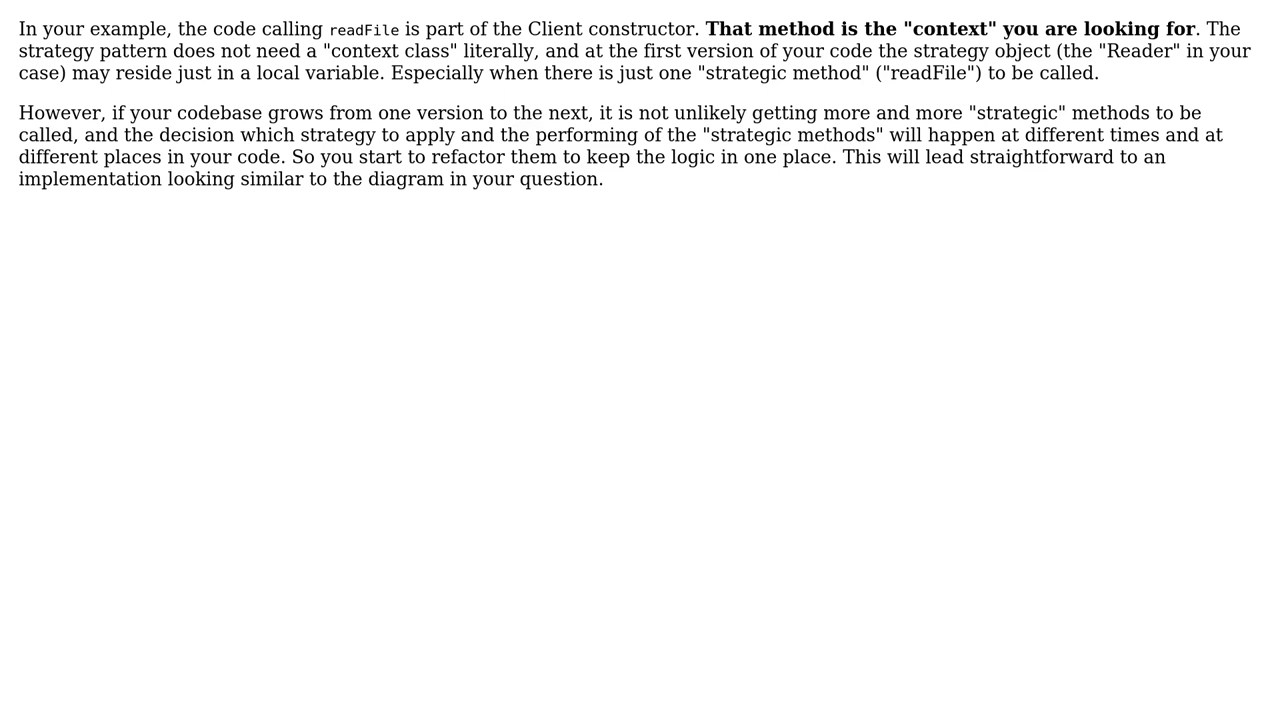 In your example, the code calling readFile is part of the Client constructor. That method is the "context" you are looking for. The
strategy pattern does not need a "context class" literally, and at the first version of your code the strategy object (the "Reader" in your
case) may reside just in a local variable. Especially when there is just one "strategic method" ("readFile") to be called.
However, if your codebase grows from one version to the next, it is not unlikely getting more and more "strategic" methods to be
called, and the decision which strategy to apply and the performing of the "strategic methods" will happen at different times and at
different places in your code. So you start to refactor them to keep the logic in one place. This will lead straightforward to an
implementation looking similar to the diagram in your question.